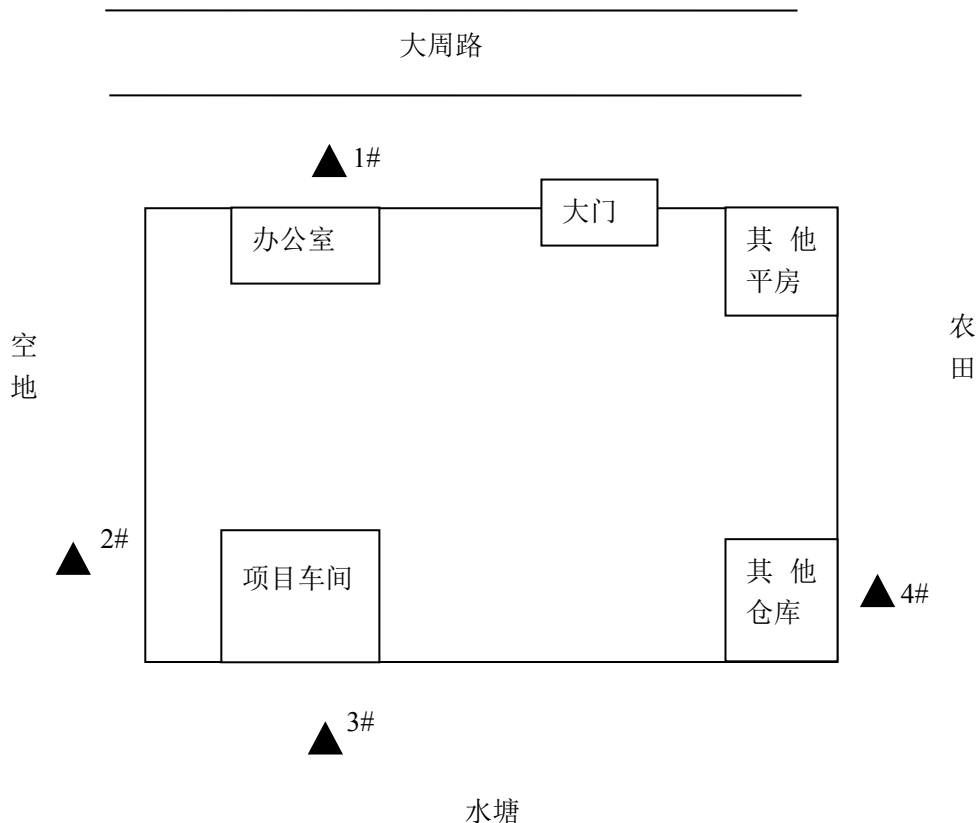 大周路
1#
大门
办公室
其 他
平房
空
地
农
田
2#
项目车间
其 他
仓库
4#
3#
水塘